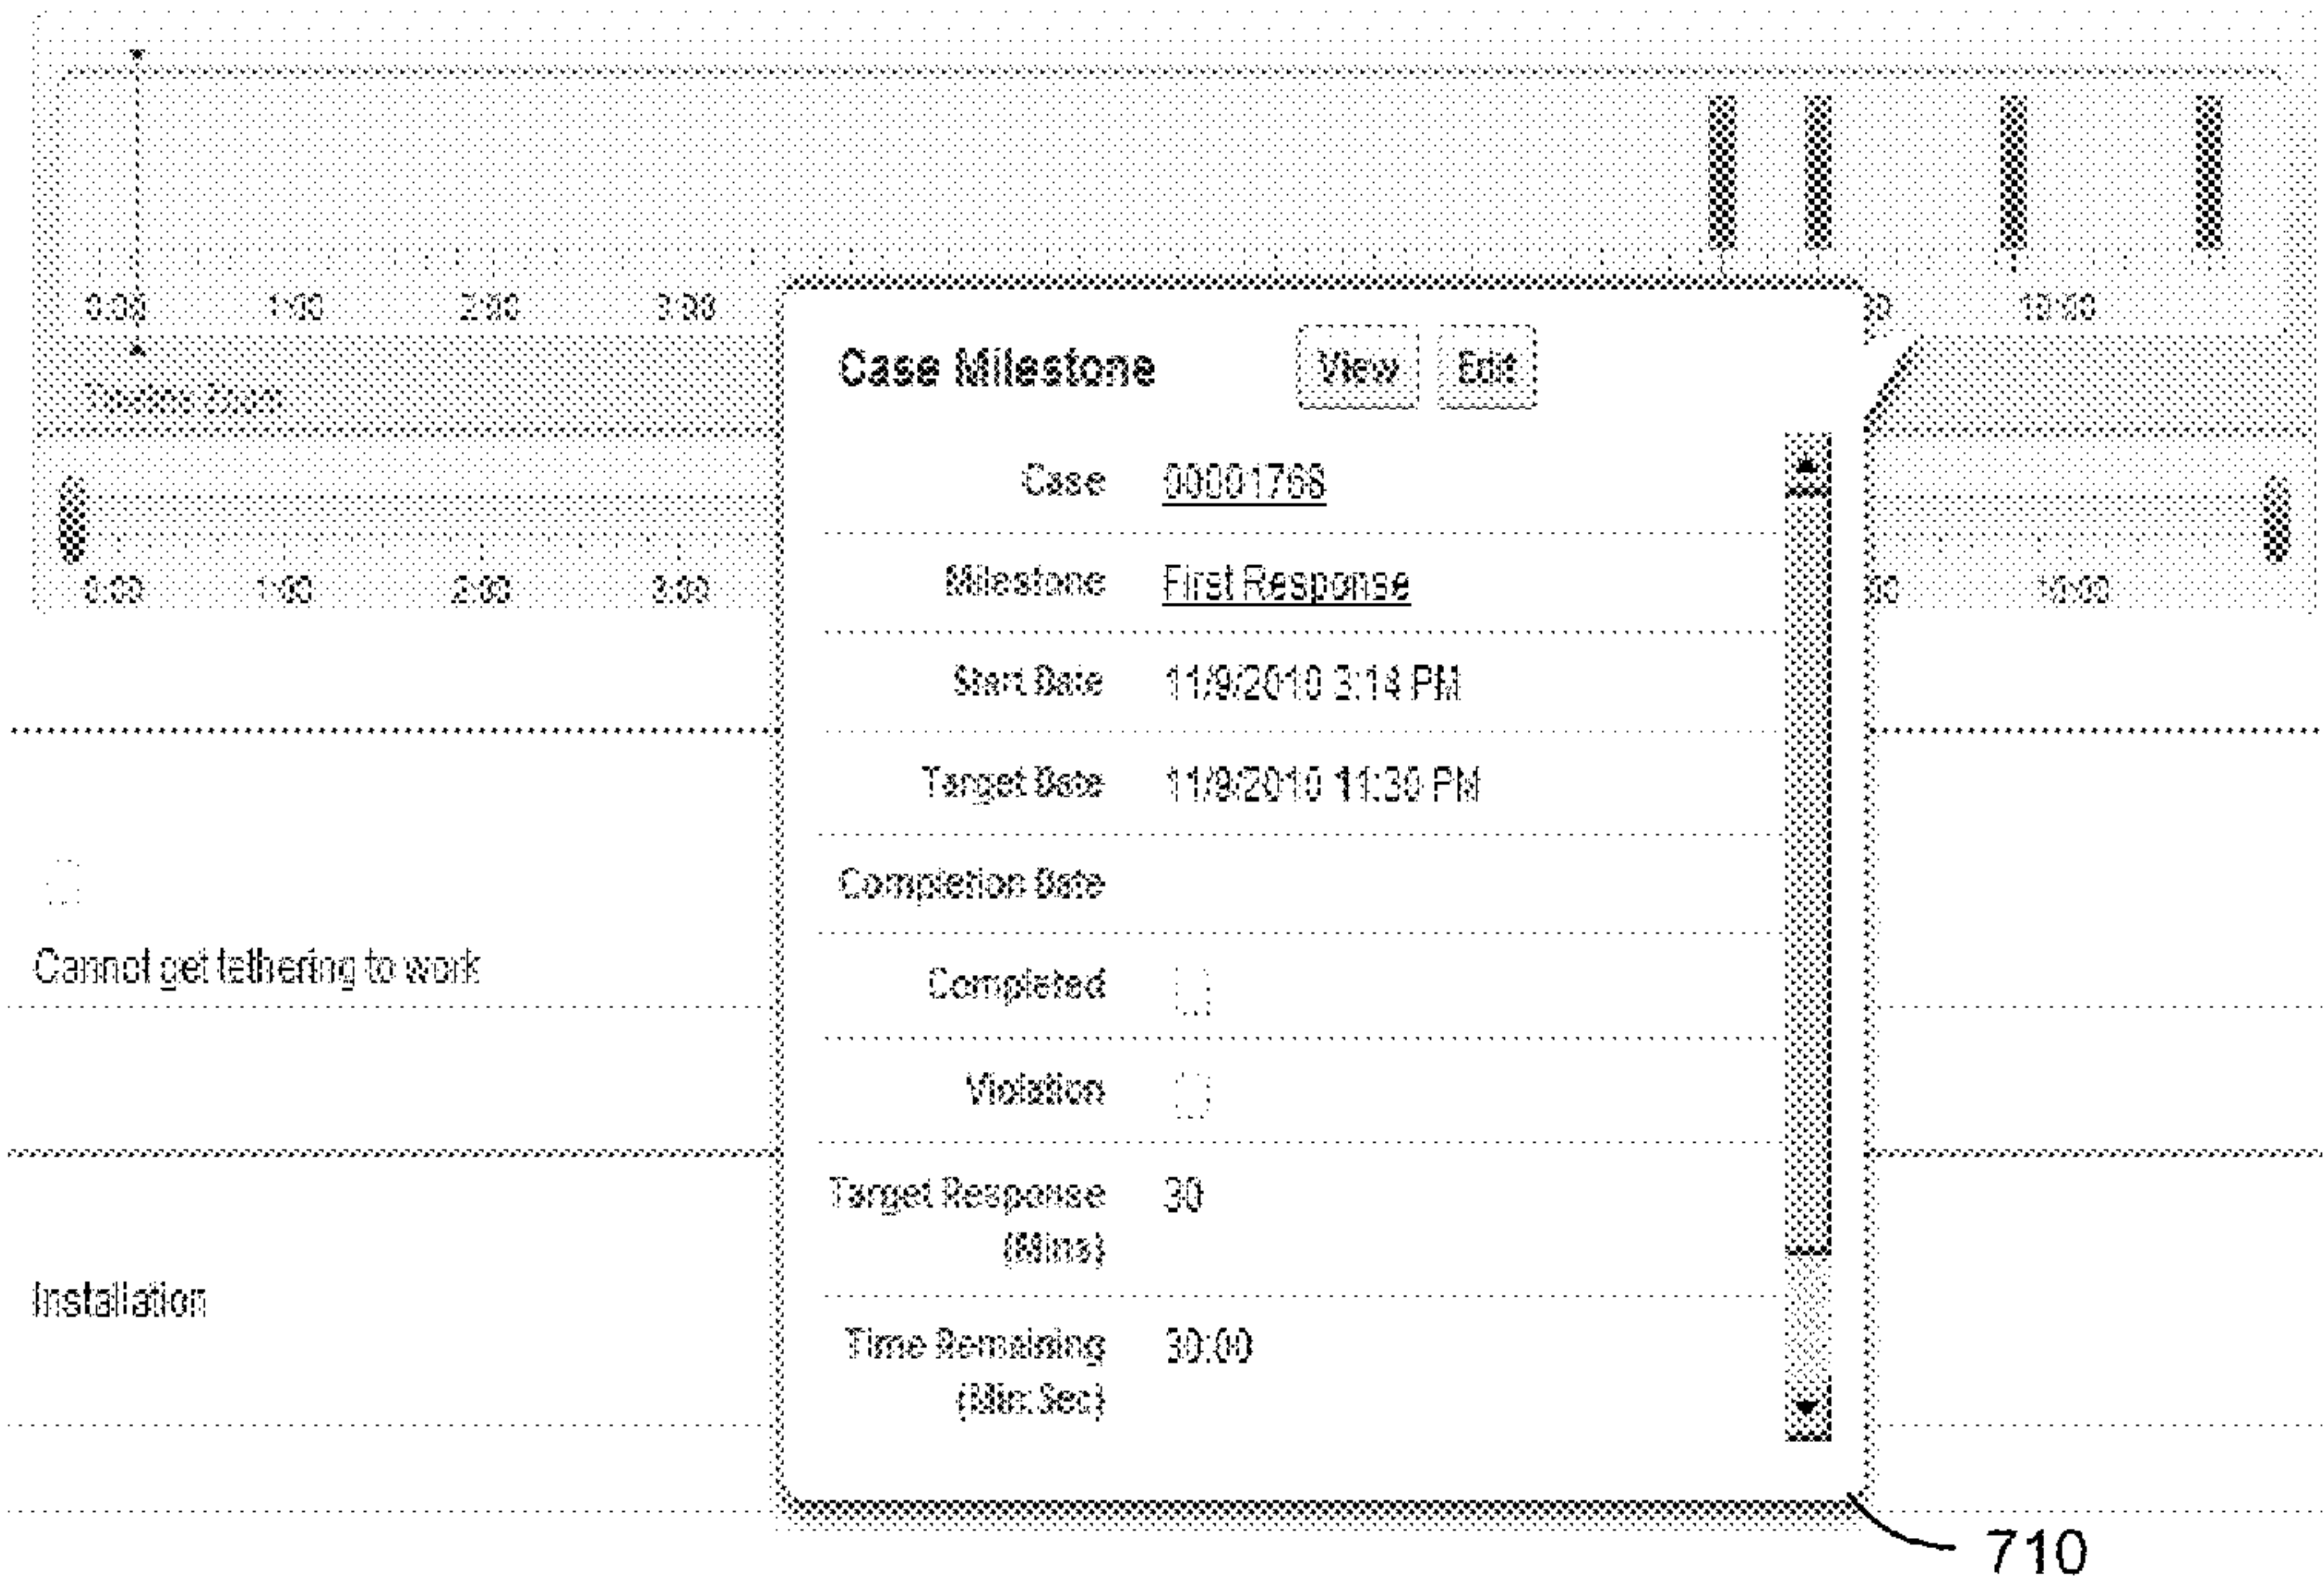 0:00 1:00 2:00 3:00 10:00
Case Milestone View Edit
Timeline Zoom
Case 00001768
Milestone First Response
0:00 1:00 2:00 3:00 10:00
Start Date 11/9/2010 3:14 PM
Target Date 11/9/2010 11:30 PM
Completion Date
Cannot get tethering to work
Completed
Violation
Target Response 30
(Mins)
Installation
Time Remaining 30:00
(Min:Sec)
710